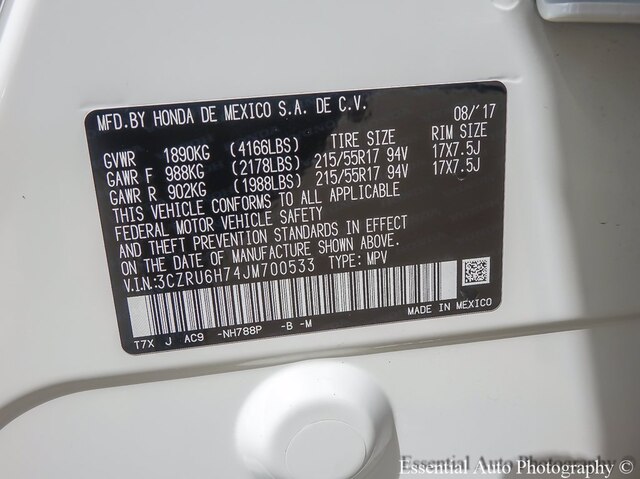 MFD.BY HONDA DE MEXICO S.A. DE C.V. 08/'17
TIRE SIZE RIM SIZE
GVWR 1890KG (4166LBS)
GAWR F 988KG (2178LBS) 215/55R17 94V 17X7.5J
GAWR R 902KG (1988LBS) 215/55R17 94V 17X7.5J
THIS VEHICLE CONFORMS TO ALL APPLICABLE
FEDERAL MOTOR VEHICLE SAFETY
AND THEFT PREVENTION STANDARDS IN EFFECT
ON THE DATE OF MANUFACTURE SHOWN ABOVE.
V.I.N:3CZRU6H74JM700533 TYPE: MPV
MADE IN MEXICO
T7X J AC9 -NH788P -B -M
Essential Auto Photography ©